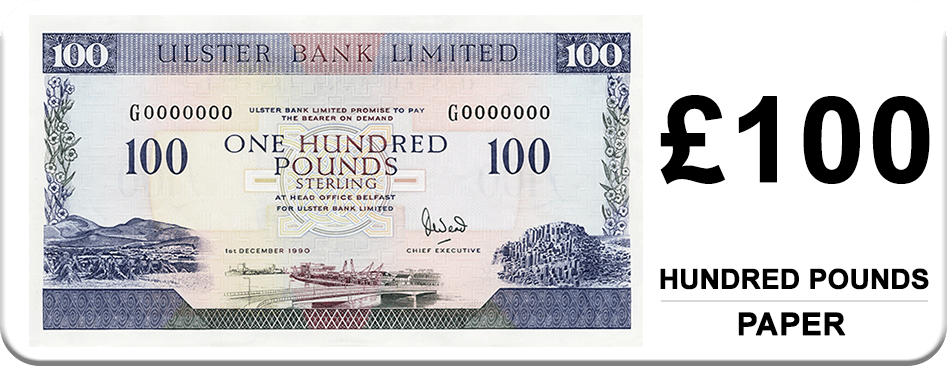 100 ULSTER BANK LIMITED 100
G0000000 ULSTER BANK LIMITED PROMISE TO PAY G0000000
THE BEARER ON DEMAND
100 ONE HUNDRED 100
POUNDS
STERLING
AT HEAD OFFICE BELFAST
FOR ULSTER BANK LIMITED
1st DECEMBER 1990 CHIEF EXECUTIVE
£100
HUNDRED POUNDS
PAPER